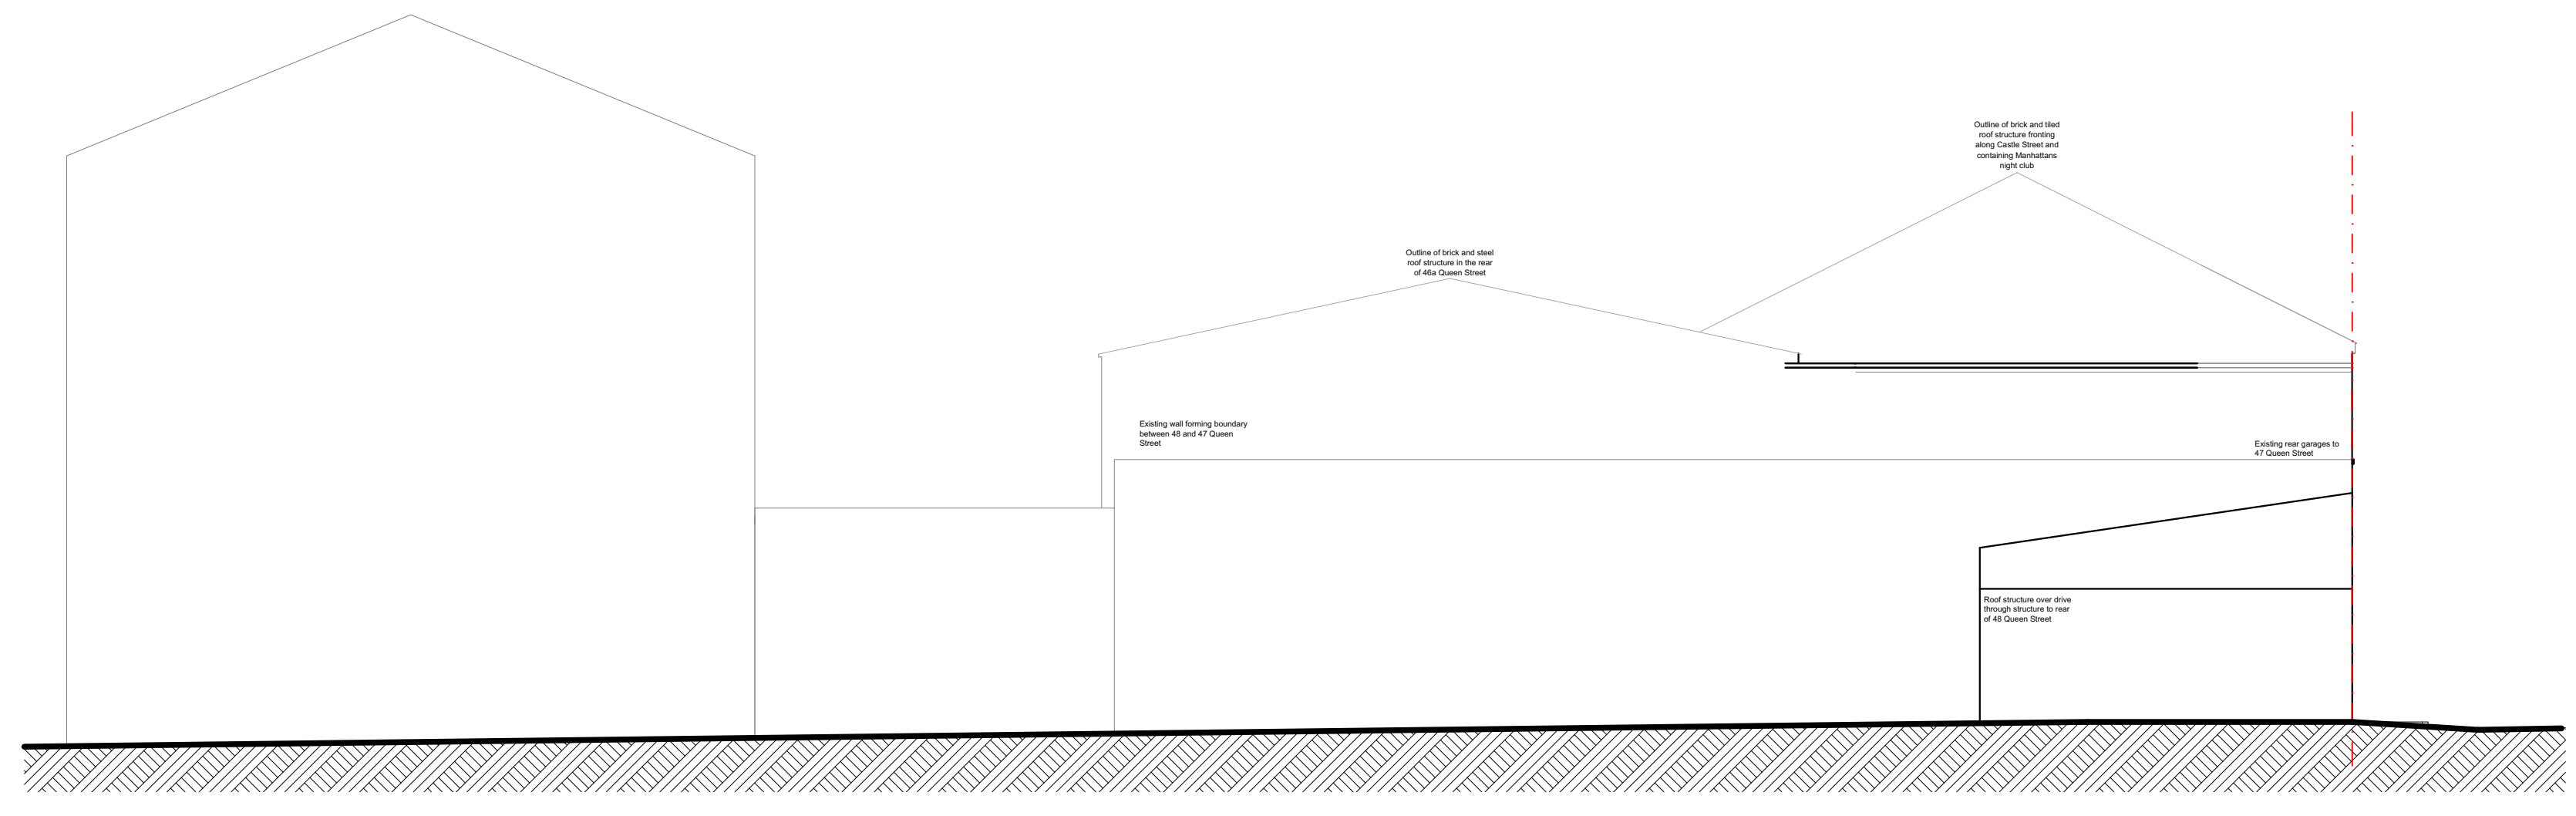 Outline of brick and tiled
roof structure fronting
along Castle Street and
containing Manhattans
night club
Outline of brick and steel
roof structure in the rear
of 46a Queen Street
Existing wall forming boundary
between 48 and 47 Queen
Street
Existing rear garages to
47 Queen Street
Roof structure over drive
through structure to rear
of 48 Queen Street